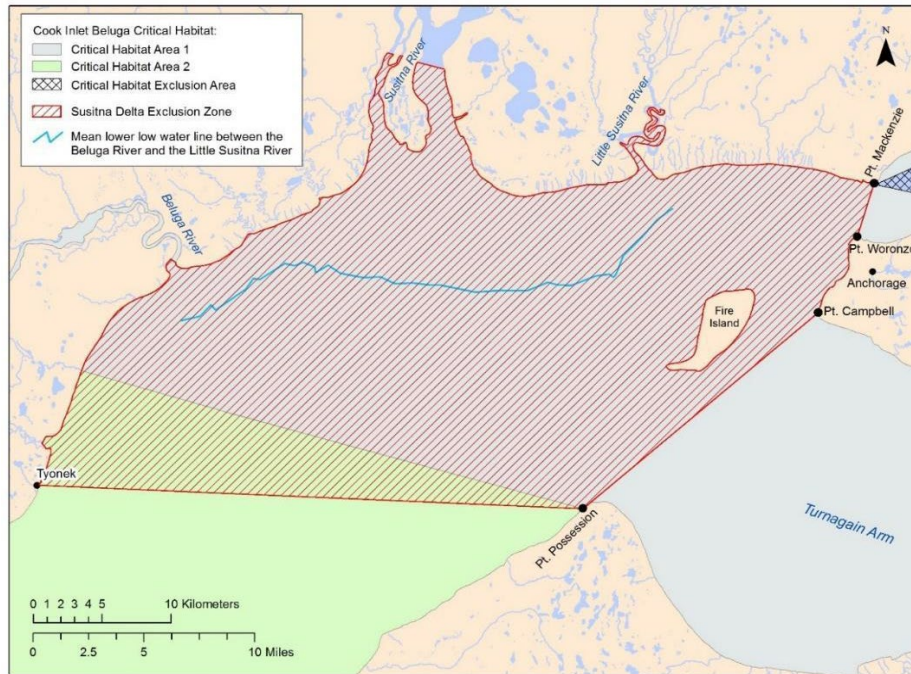 Cook Inlet Beluga Critical Habitat:
Critical Habitat Area 1
Critical Habitat Area 2
Critical Habitat Exclusion Area
Susitna Delta Exclusion Zone
Mean lower low water line between the
Beluga River and the Little Susitna River
N
Susitna River
Little Susitna River
Beluga River
Pt. Mackenzie
Pt. Woronzo
Anchorage
Pt. Campbell
Fire
Island
Tyonek
Pt. Possession
Turnagain Arm
0 1 2 3 4 5 10 Kilometers
0 2.5 5 10 Miles